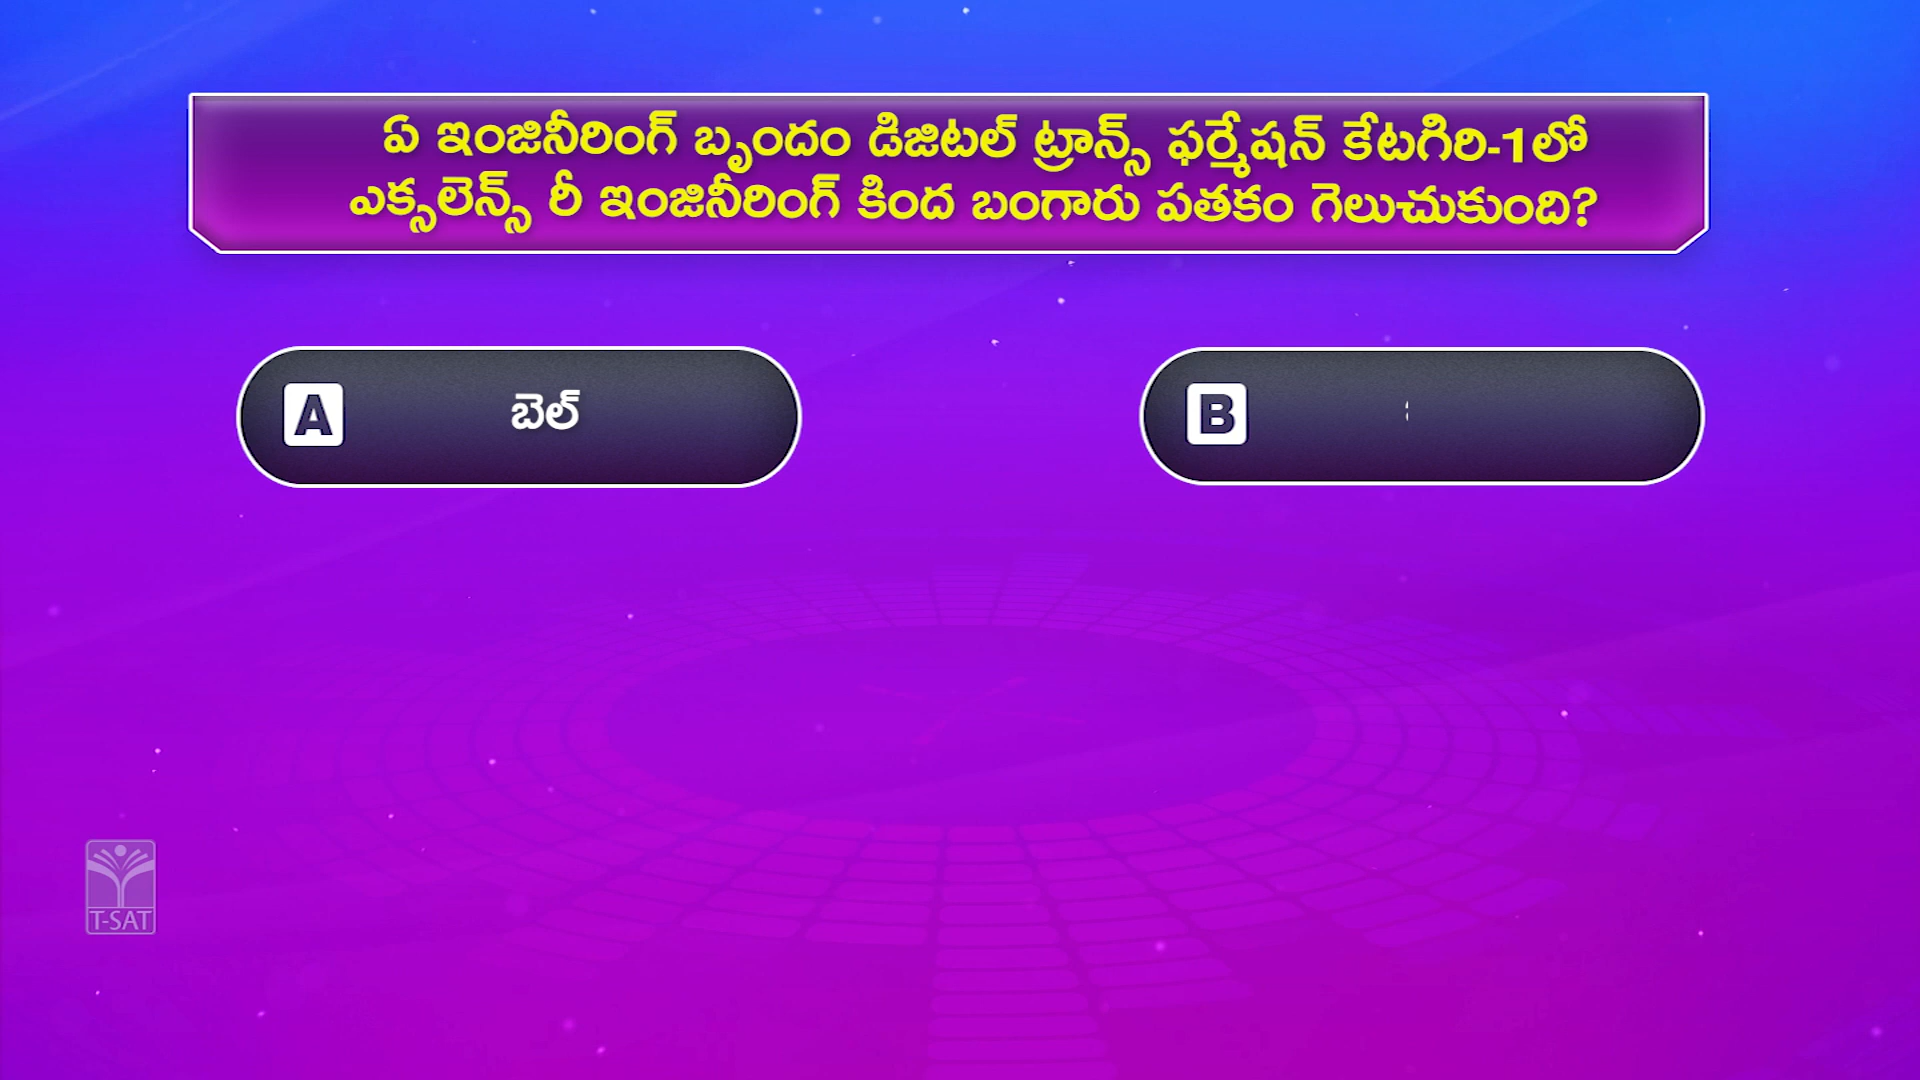 ఏ ఇంజినీరింగ్ బృందం డిజిటల్ ట్రాన్స్ ఫర్మేషన్ కేటగిరి-1లో
ఎక్సలెన్స్ రీ ఇంజినీరింగ్ కింద బంగారు పతకం గెలుచుకుంది?
A బెల్
B
T-SAT